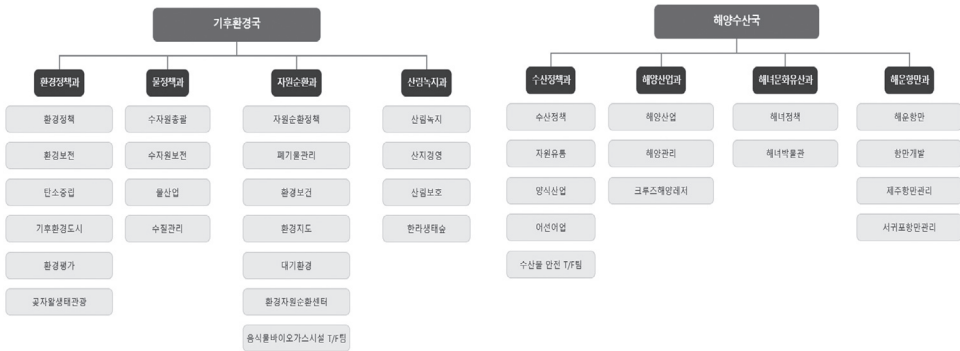 기후환경국
환경정책과
환경정책
환경보전
탄소중립
기후환경도시
환경평가
곶자왈생태관광
물정책과
수자원총괄
수자원보전
물산업
수질관리
자원순환과
자원순환정책
폐기물관리
환경보건
환경지도
대기환경
환경자원순환센터
음식물바이오가스시설 T/F팀
산림녹지과
산림녹지
산지경영
산림보호
한라생태숲
해양수산국
수산정책과
수산정책
자원유통
양식산업
어선어업
수산물 안전 T/F팀
해양산업과
해양산업
해양관리
크루즈해양레저
해녀문화유산과
해녀정책
해녀박물관
해운항만과
해운항만
항만개발
제주항만관리
서귀포항만관리